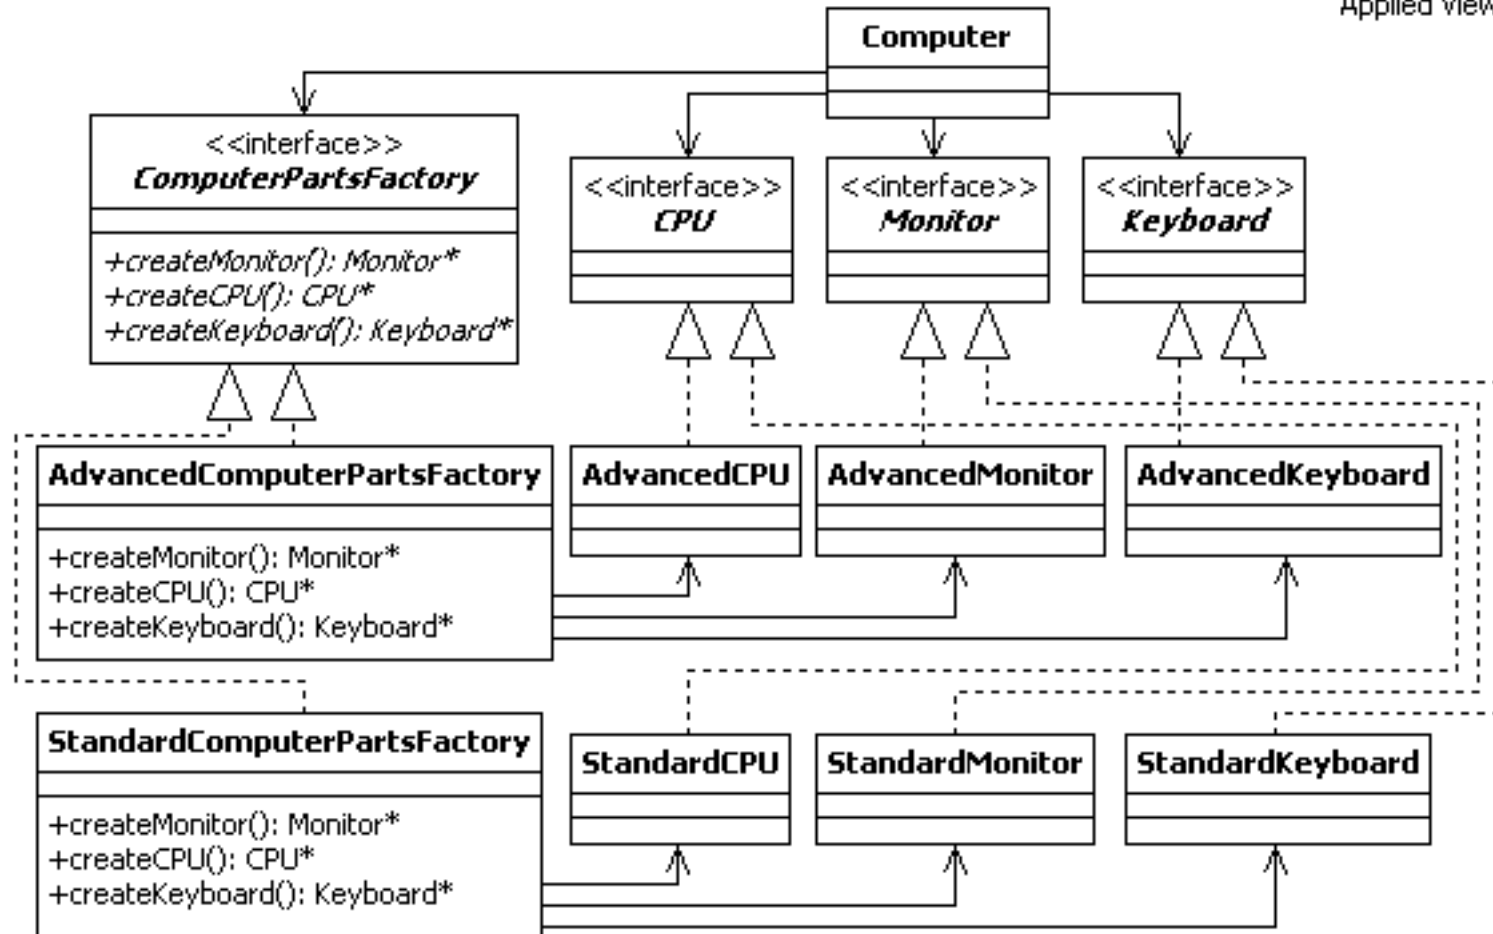 Applied View
Computer
<<interface>>
ComputerPartsFactory
+createMonitor(): Monitor*
+createCPU(): CPU*
+createKeyboard(): Keyboard*
<<interface>>
CPU
<<interface>>
Monitor
<<interface>>
Keyboard
AdvancedComputerPartsFactory
+createMonitor(): Monitor*
+createCPU(): CPU*
+createKeyboard(): Keyboard*
AdvancedCPU
AdvancedMonitor
AdvancedKeyboard
StandardComputerPartsFactory
+createMonitor(): Monitor*
+createCPU(): CPU*
+createKeyboard(): Keyboard*
StandardCPU
StandardMonitor
StandardKeyboard